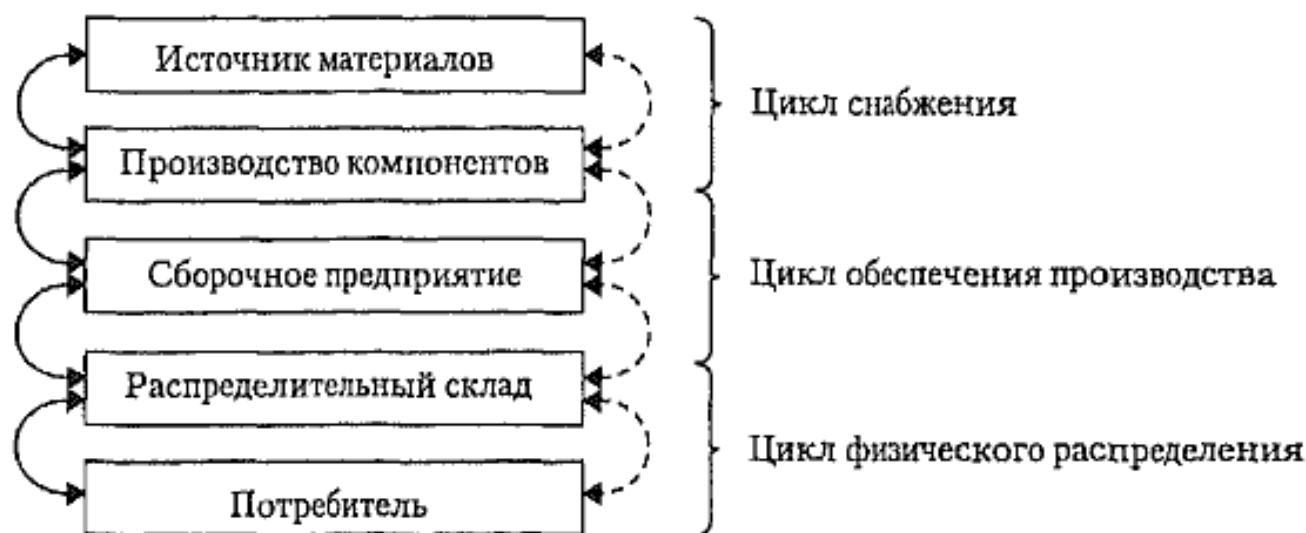 Источник материалов
Цикл снабжения
Производство компонентов
Сборочное предприятие
Цикл обеспечения производства
Распределительный склад
Цикл физического распределения
Потребитель